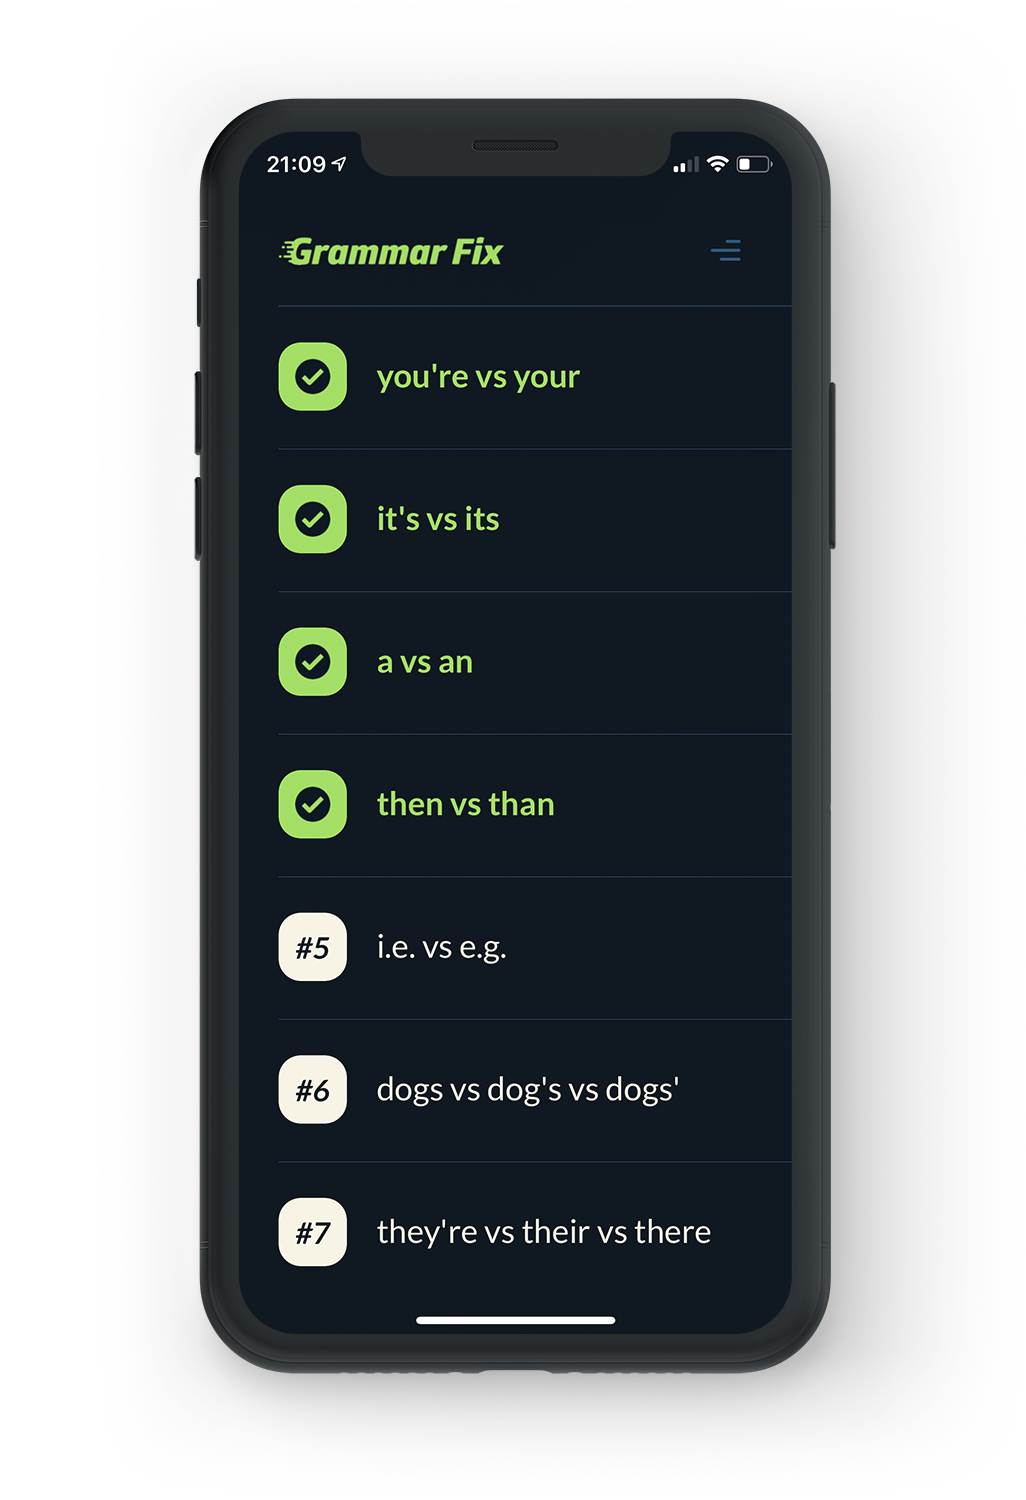 21:09
Grammar Fix
you're vs your
it's vs its
a vs an
then vs than
#5 i.e. vs e.g.
#6 dogs vs dog's vs dogs'
#7 they're vs their vs there